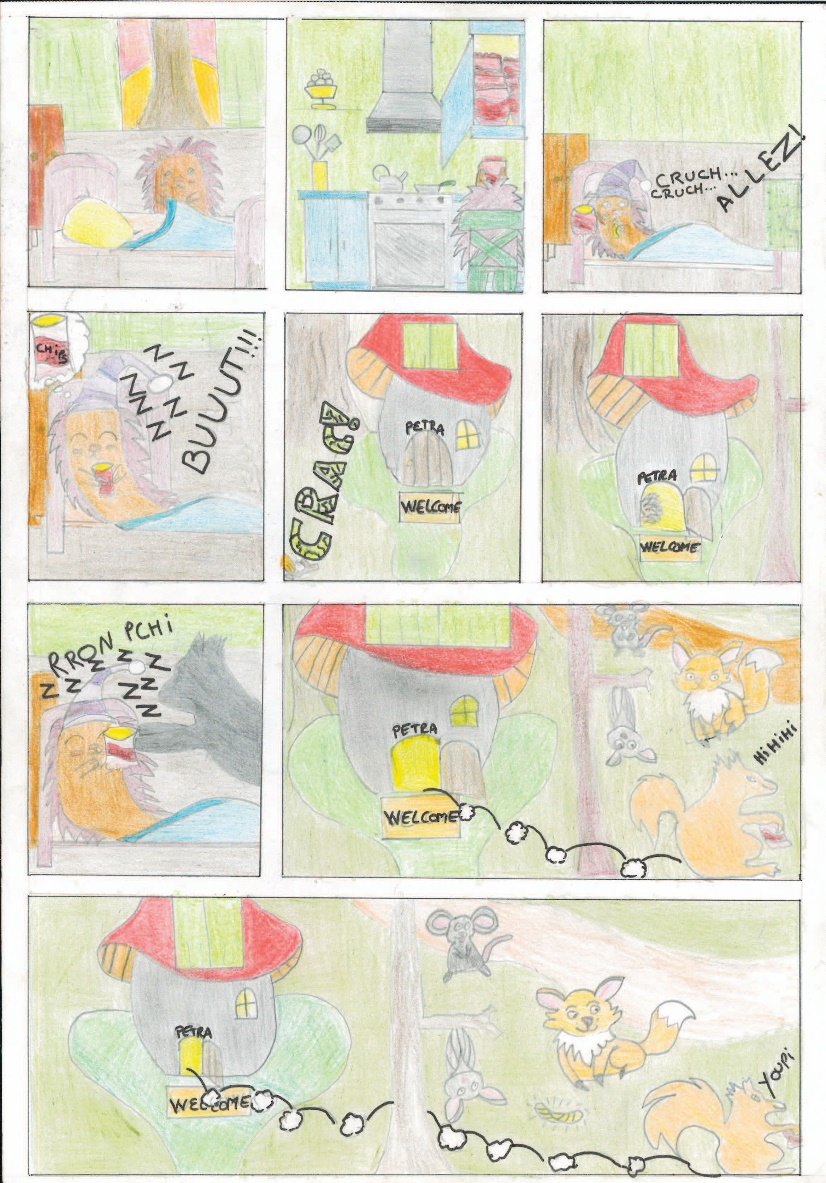 CRUCH...
CRUCH...
ALLEZ!
CHIPS
Z Z Z Z Z Z Z Z
BUUUT!!!
CRAC!
PETRA
WELCOME
PETRA
WELCOME
RRON PCHI
Z Z Z Z Z Z Z Z
PETRA
WELCOME
HiHiHi
PETRA
WELCOME
YOUPi